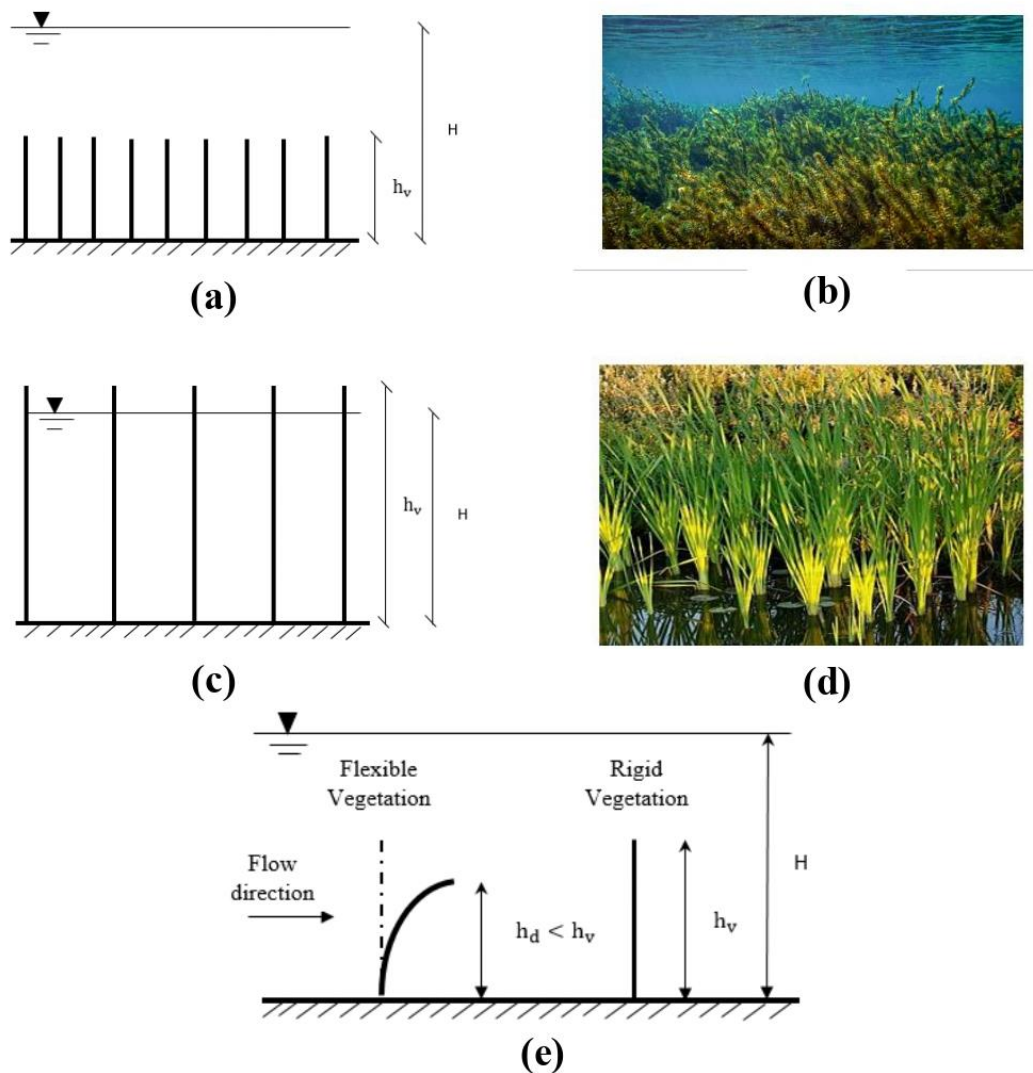 H
h_v
(a)
(b)
h_v
H
(c)
(d)
Flexible
Vegetation
Rigid
Vegetation
Flow
direction
h_d < h_v
h_v
H
(e)